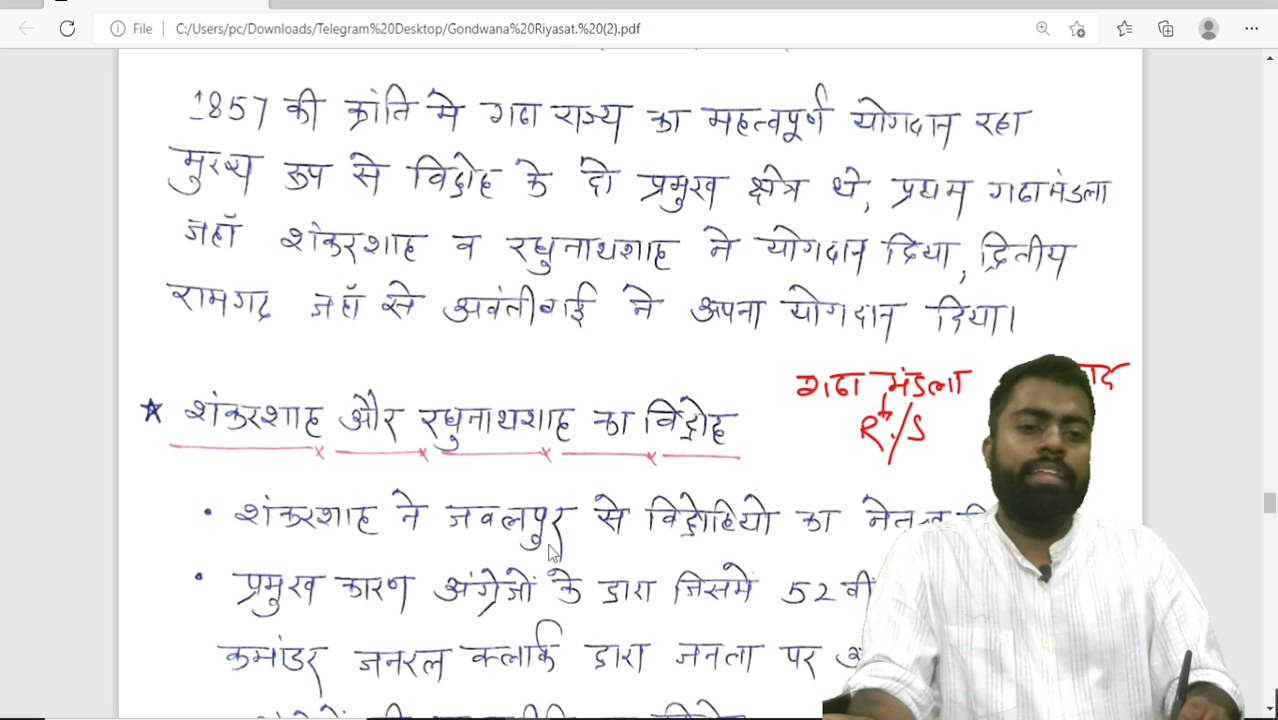 File C:/Users/pc/Downloads/Telegram%20Desktop/Gondwana%20Riyasat.%20(2).pdf
1857 की क्रांति मे गढा राज्य का महत्वपूर्ण योगदान रहा
मुख्य रूप से विद्रोह के दो प्रमुख क्षेत्र थे, प्रथम गढामंडला
जहाँ शंकरशाह व रघुनाथशाह ने योगदान दिया, द्वितीय
रामगढ़ जहाँ से अवंतीबाई ने अपना योगदान दिया।
गढा मंडला
R./S
* शंकरशाह और रघुनाथशाह का विद्रोह
• शंकरशाह ने जबलपुर से विद्रोहियो का
• प्रमुख कारण अंग्रेजों के द्वारा जिसमे 52 वीं
कमांडर जनरल क्लार्क द्वारा जनता पर